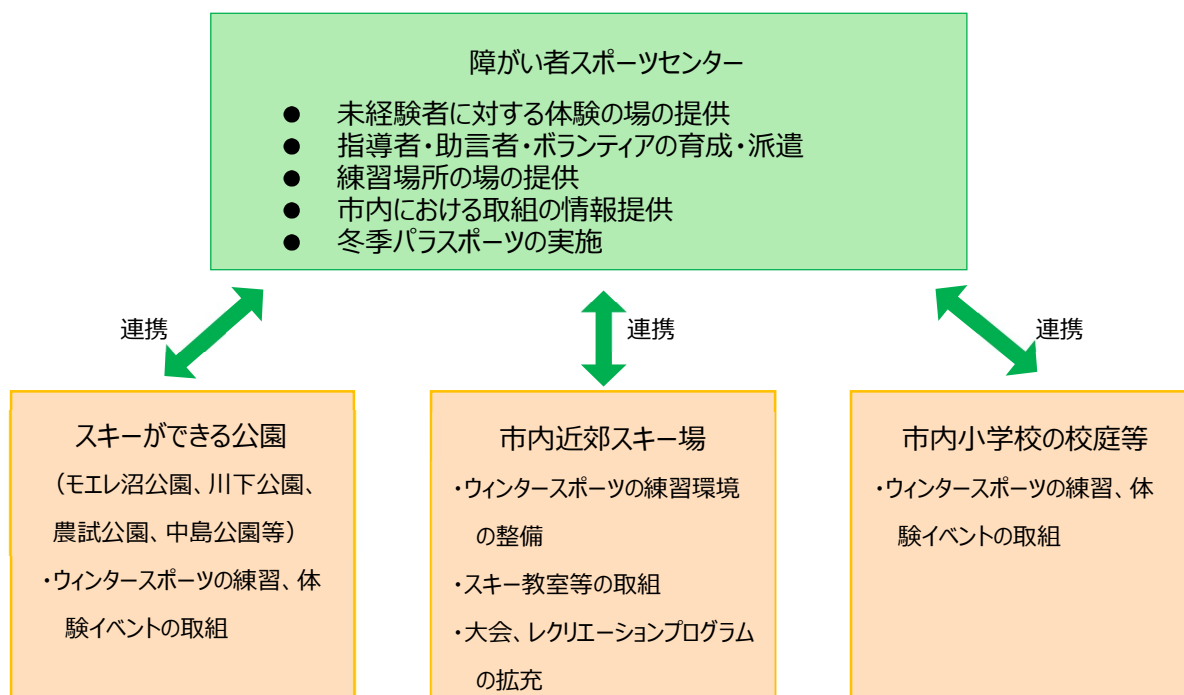 障がい者スポーツセンター
● 未経験者に対する体験の場の提供
● 指導者・助言者・ボランティアの育成・派遣
● 練習場所の場の提供
● 市内における取組の情報提供
● 冬季パラスポーツの実施
連携
連携
連携
スキーができる公園
(モエレ沼公園、川下公園、
農試公園、中島公園等)
・ウィンタースポーツの練習、体
験イベントの取組
市内近郊スキー場
・ウィンタースポーツの練習環境
の整備
・スキー教室等の取組
・大会、レクリエーションプログラム
の拡充
市内小学校の校庭等
・ウィンタースポーツの練習、体
験イベントの取組